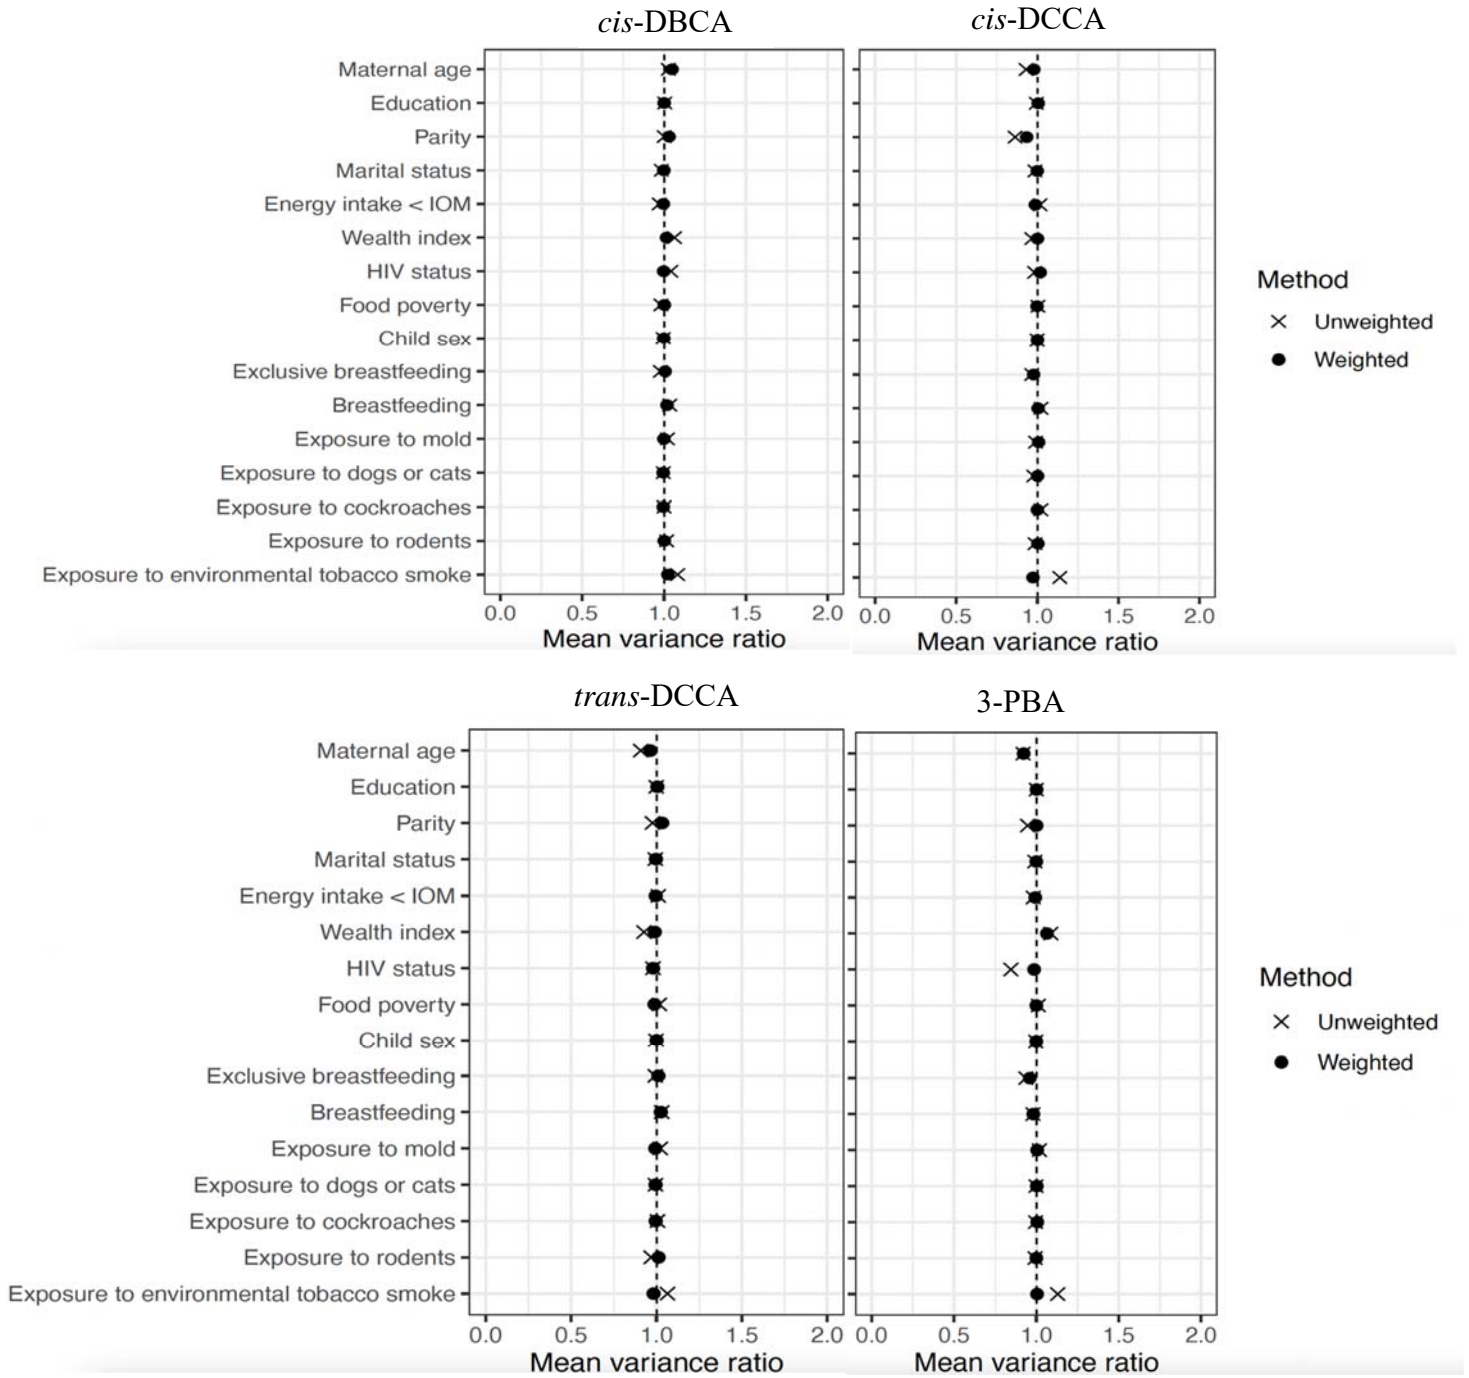 cis-DBCA
cis-DCCA
Maternal age
Education
Parity
Marital status
Energy intake < IOM
Wealth index
HIV status
Food poverty
Child sex
Exclusive breastfeeding
Breastfeeding
Exposure to mold
Exposure to dogs or cats
Exposure to cockroaches
Exposure to rodents
Exposure to environmental tobacco smoke
0.0 0.5 1.0 1.5 2.0
Mean variance ratio
0.0 0.5 1.0 1.5 2.0
Mean variance ratio
Method
Unweighted
Weighted
trans-DCCA
3-PBA
Maternal age
Education
Parity
Marital status
Energy intake < IOM
Wealth index
HIV status
Food poverty
Child sex
Exclusive breastfeeding
Breastfeeding
Exposure to mold
Exposure to dogs or cats
Exposure to cockroaches
Exposure to rodents
Exposure to environmental tobacco smoke
0.0 0.5 1.0 1.5 2.0
Mean variance ratio
0.0 0.5 1.0 1.5 2.0
Mean variance ratio
Method
Unweighted
Weighted